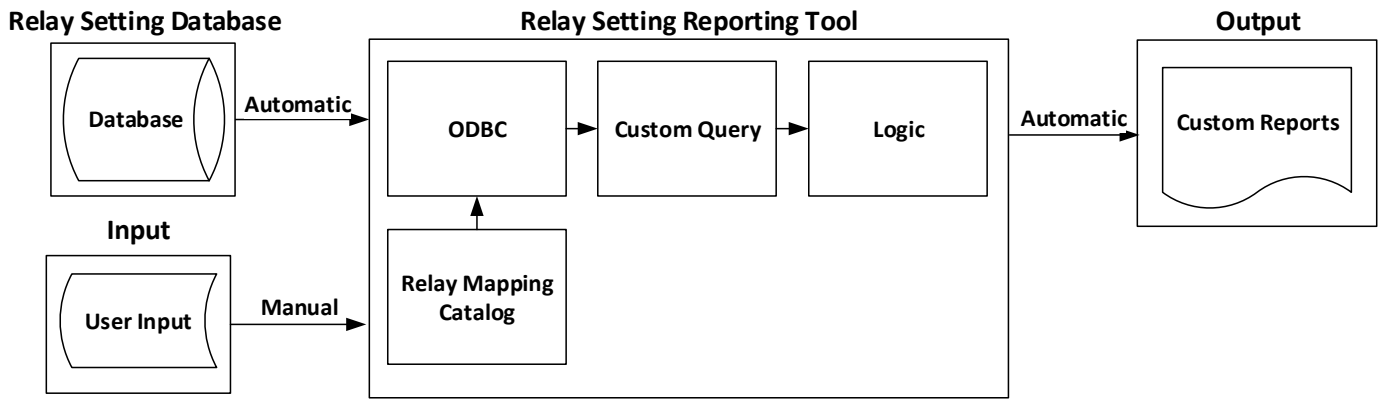 Relay Setting Database
Relay Setting Reporting Tool
Output
Database
Automatic
ODBC
Custom Query
Logic
Automatic
Custom Reports
Input
User Input
Manual
Relay Mapping
Catalog